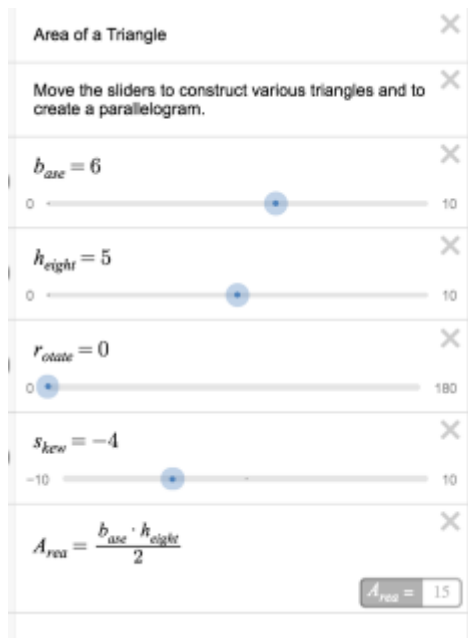 Area of a Triangle
Move the sliders to construct various triangles and to
create a parallelogram.
b_ase = 6
0 10
h_eight = 5
0 10
r_otate = 0
0 180
s_kew = −4
-10 10
A_rea = b_ase · h_eight / 2
A_rea = 15